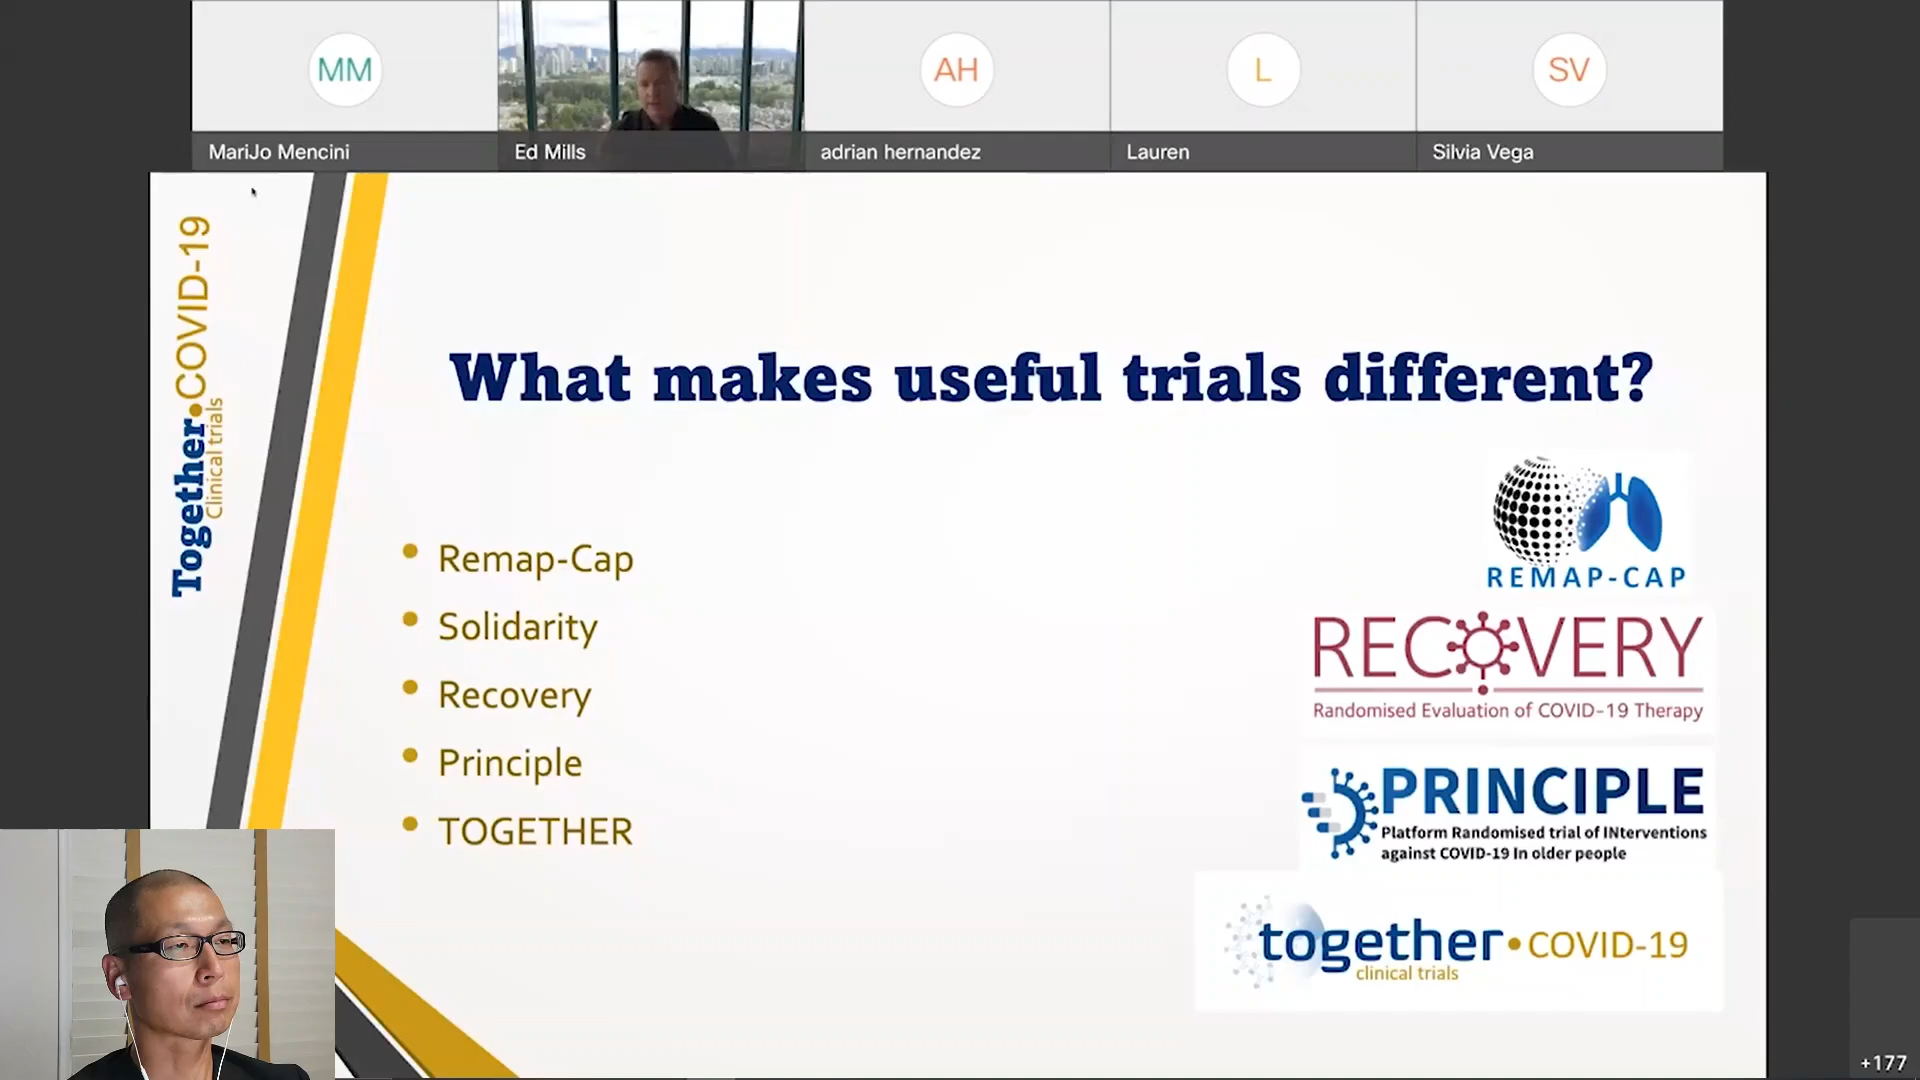 MM
AH
L
SV
MariJo Mencini
Ed Mills
adrian hernandez
Lauren
Silvia Vega
Together•COVID-19
Clinical trials
What makes useful trials different?
• Remap-Cap
• Solidarity
• Recovery
• Principle
• TOGETHER
REMAP-CAP
RECOVERY
Randomised Evaluation of COVID-19 Therapy
PRINCIPLE
Platform Randomised trial of INterventions
against COVID-19 In older people
together•COVID-19
clinical trials
+177